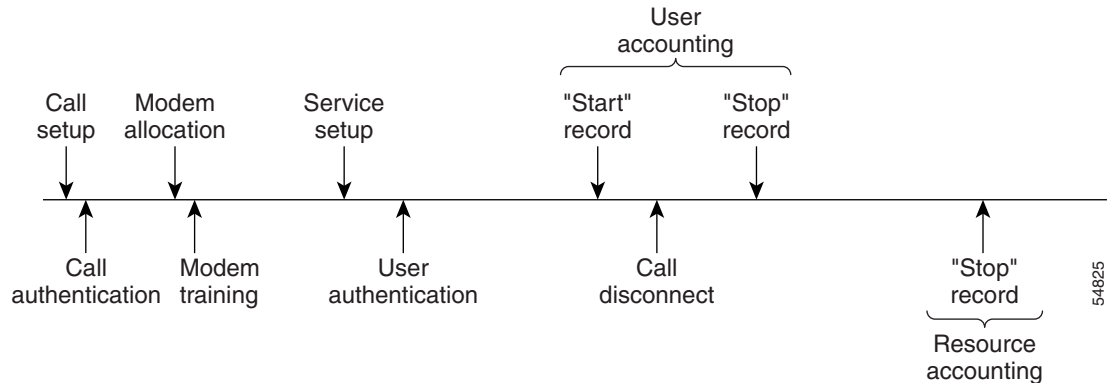 User
accounting
Call
setup
Modem
allocation
Service
setup
"Start"
record
"Stop"
record
Call
authentication
Modem
training
User
authentication
Call
disconnect
"Stop"
record
Resource
accounting
54825